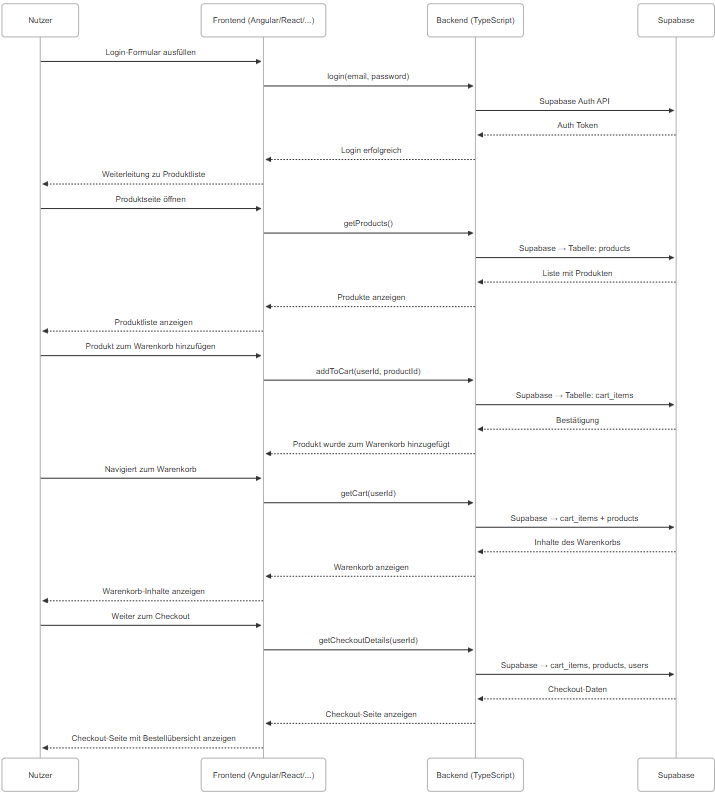 Nutzer
Frontend (Angular/React/...)
Backend (TypeScript)
Supabase
Login-Formular ausfüllen
login(email, password)
Supabase Auth API
Auth Token
Login erfolgreich
Weiterleitung zu Produktliste
Produktseite öffnen
getProducts()
Supabase → Tabelle: products
Liste mit Produkten
Produkte anzeigen
Produktliste anzeigen
Produkt zum Warenkorb hinzufügen
addToCart(userId, productId)
Supabase → Tabelle: cart_items
Bestätigung
Produkt wurde zum Warenkorb hinzugefügt
Navigiert zum Warenkorb
getCart(userId)
Supabase → cart_items + products
Inhalte des Warenkorbs
Warenkorb anzeigen
Warenkorb-Inhalte anzeigen
Weiter zum Checkout
getCheckoutDetails(userId)
Supabase → cart_items, products, users
Checkout-Daten
Checkout-Seite anzeigen
Checkout-Seite mit Bestellübersicht anzeigen
Nutzer
Frontend (Angular/React/...)
Backend (TypeScript)
Supabase